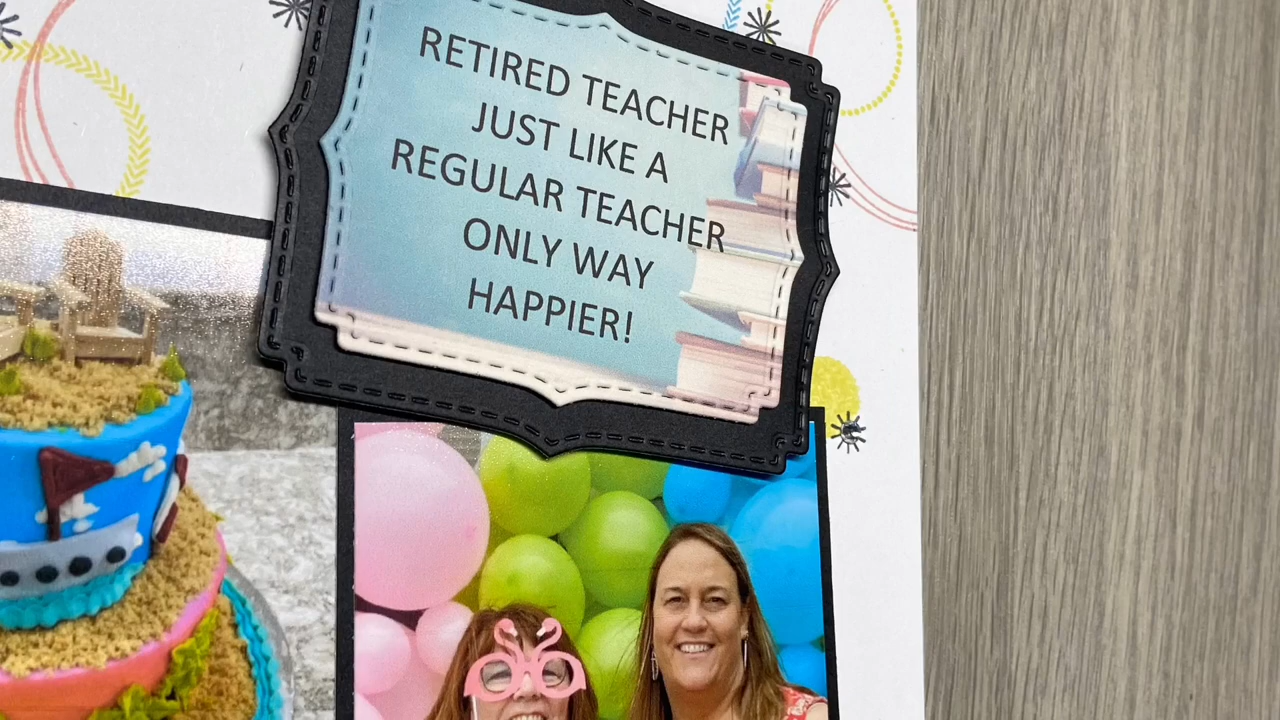 RETIRED TEACHER
JUST LIKE A
REGULAR TEACHER
ONLY WAY
HAPPIER!